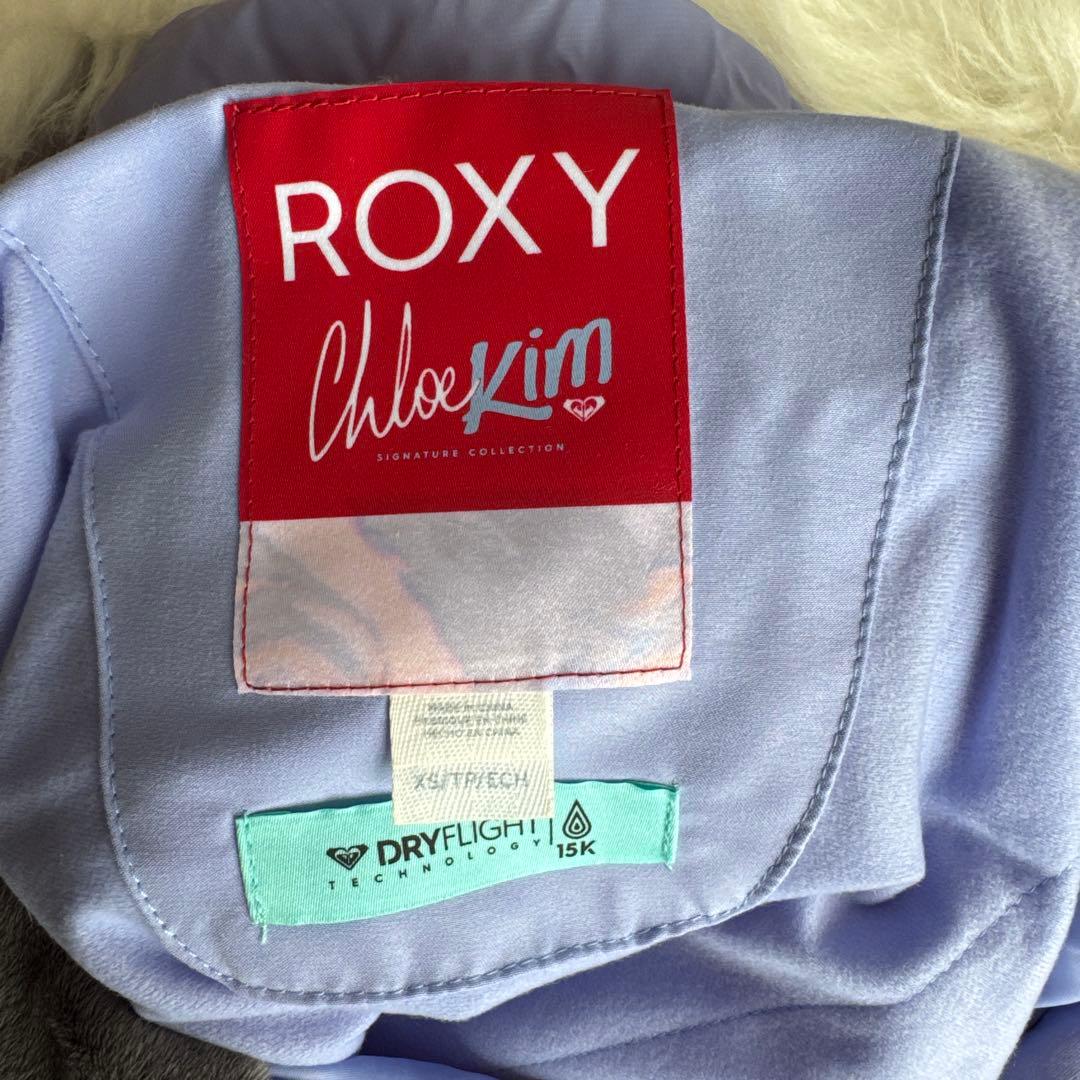 ROXY
Chloe Kim
SIGNATURE COLLECTION
MADE IN CHINA
FABRIQUE EN CHINE
HECHO EN CHINA
XS/TP/ECH
DRYFLIGHT
TECHNOLOGY
15K